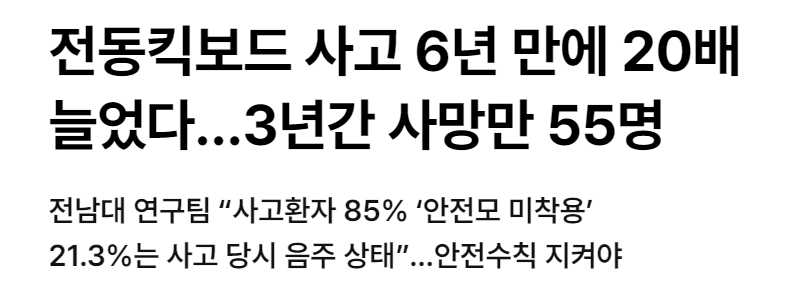 전동킥보드 사고 6년 만에 20배
늘었다…3년간 사망만 55명
전남대 연구팀 “사고환자 85% ‘안전모 미착용’
21.3%는 사고 당시 음주 상태”…안전수칙 지켜야